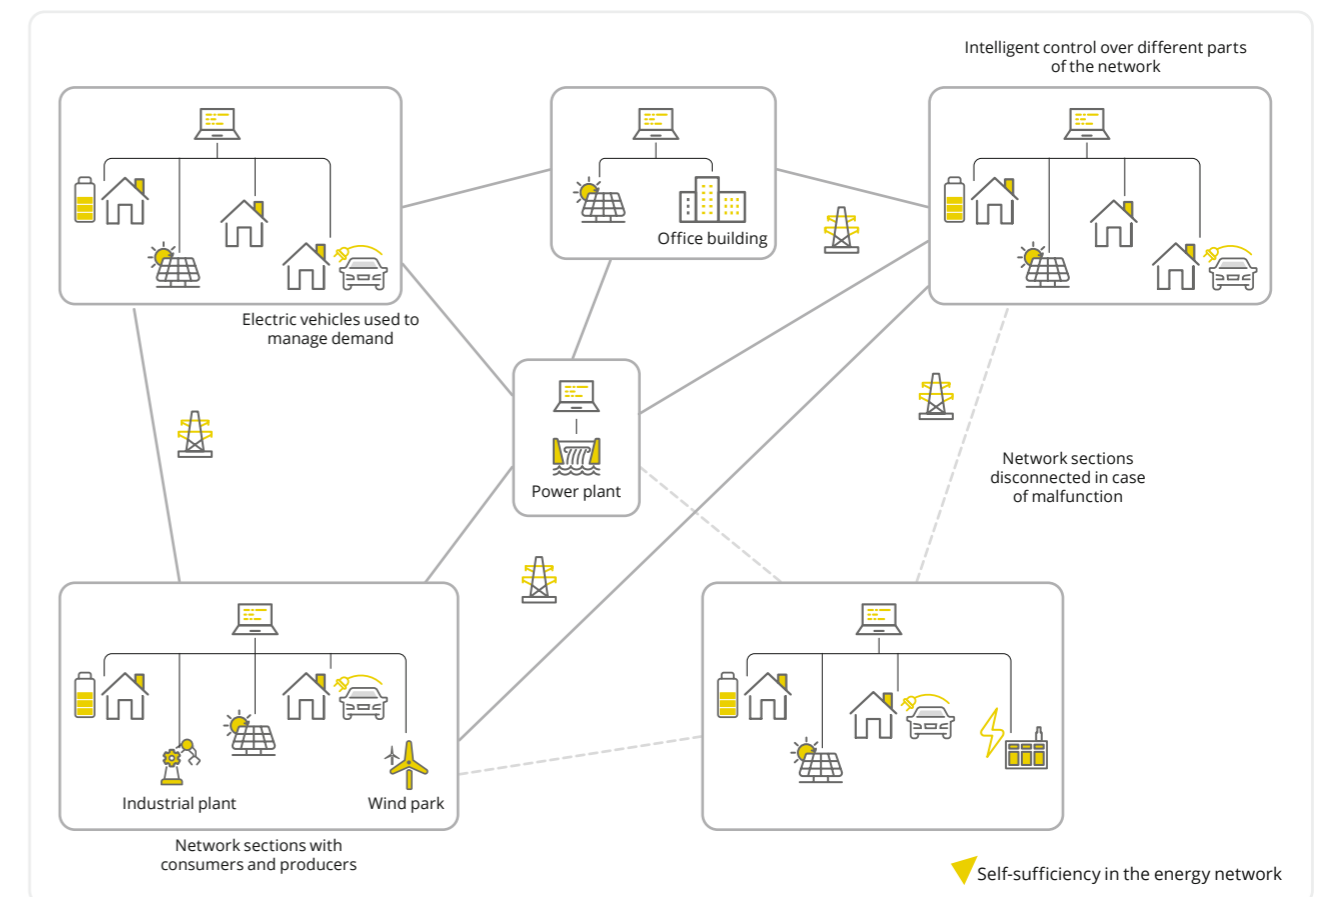 Intelligent control over different parts
of the network
Office building
Electric vehicles used to
manage demand
Power plant
Network sections
disconnected in case
of malfunction
Industrial plant
Wind park
Network sections with
consumers and producers
Self-sufficiency in the energy network